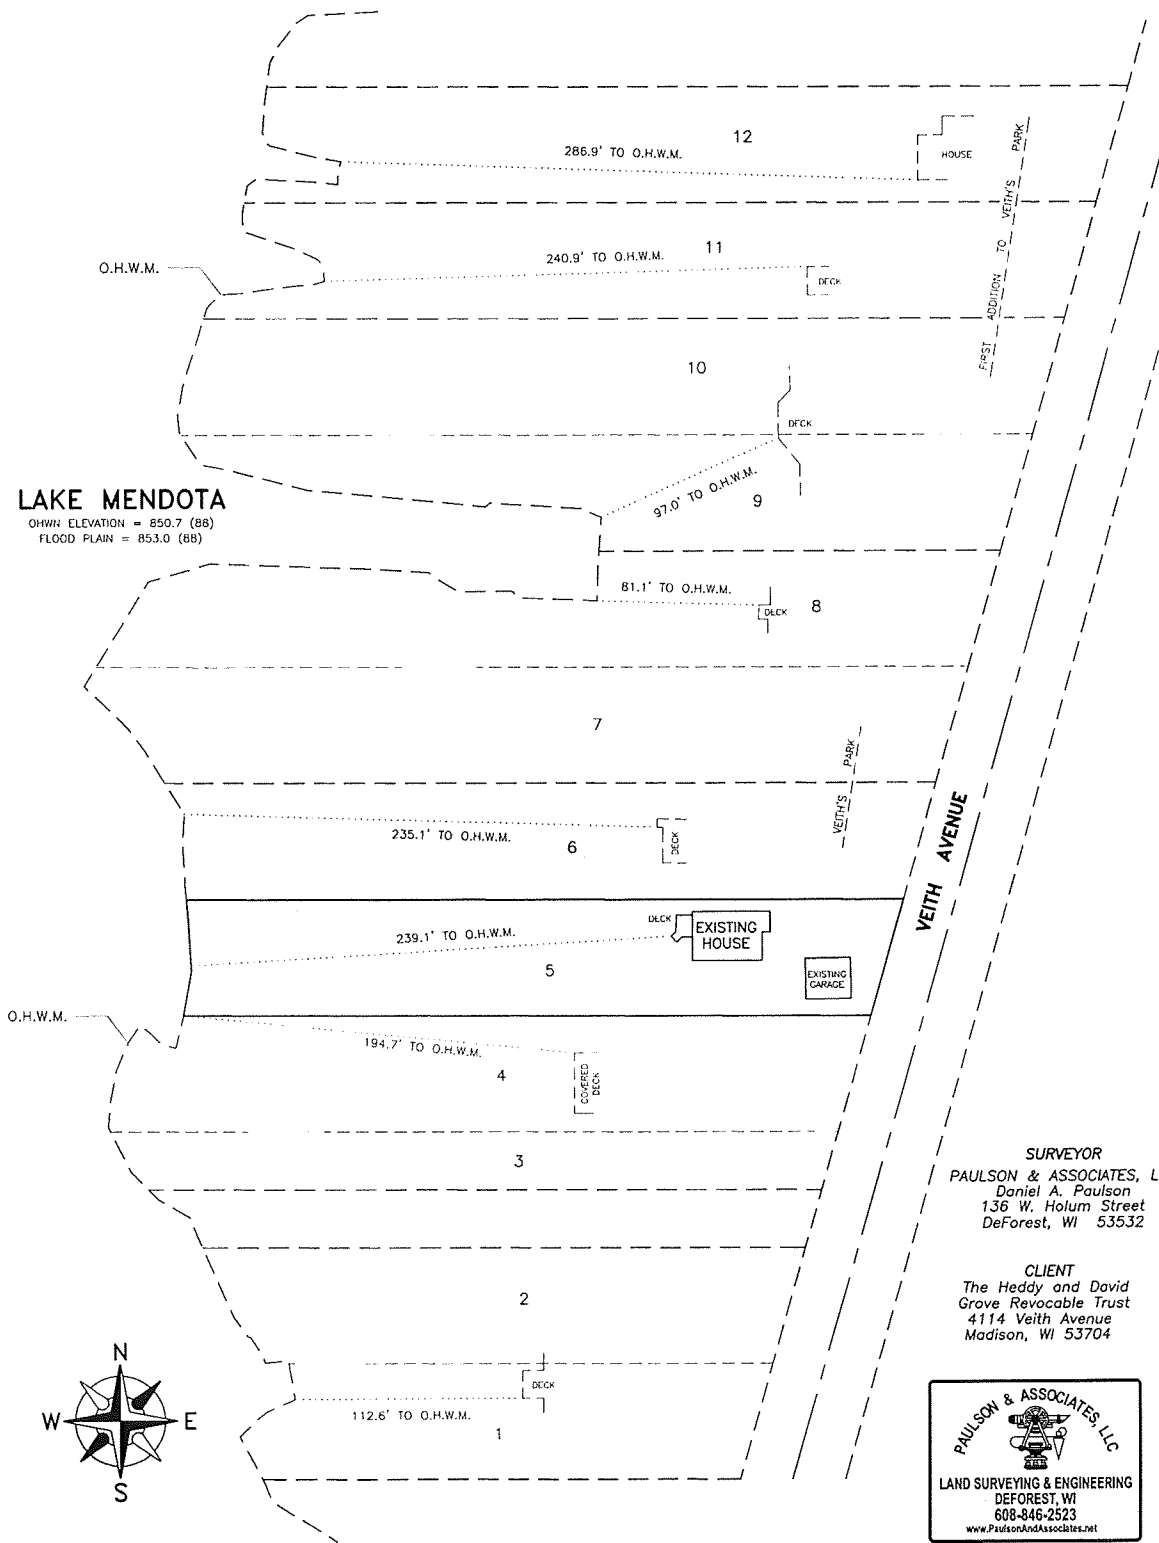 12
286.9' TO O.H.W.M.
HOUSE
FIRST ADDITION TO VEITH'S PARK
11
240.9' TO O.H.W.M.
O.H.W.M.
DECK
10
DECK
LAKE MENDOTA
OHWN ELEVATION = 850.7 (88)
FLOOD PLAIN = 853.0 (88)
97.0' TO O.H.W.M.
9
81.1' TO O.H.W.M.
DECK
8
7
VEITH'S PARK
VEITH AVENUE
235.1' TO O.H.W.M.
6
DECK
DECK
EXISTING
HOUSE
239.1' TO O.H.W.M.
5
EXISTING
GARAGE
O.H.W.M.
194.7' TO O.H.W.M.
4
COVERED
DECK
3
SURVEYOR
PAULSON & ASSOCIATES, L
Daniel A. Paulson
136 W. Holum Street
DeForest, WI 53532
CLIENT
The Heddy and David
Grove Revocable Trust
4114 Veith Avenue
Madison, WI 53704
2
N
W E
S
DECK
112.6' TO O.H.W.M.
1
PAULSON & ASSOCIATES, LLC
LAND SURVEYING & ENGINEERING
DEFOREST, WI
608-846-2523
www.PaulsonAndAssociates.net